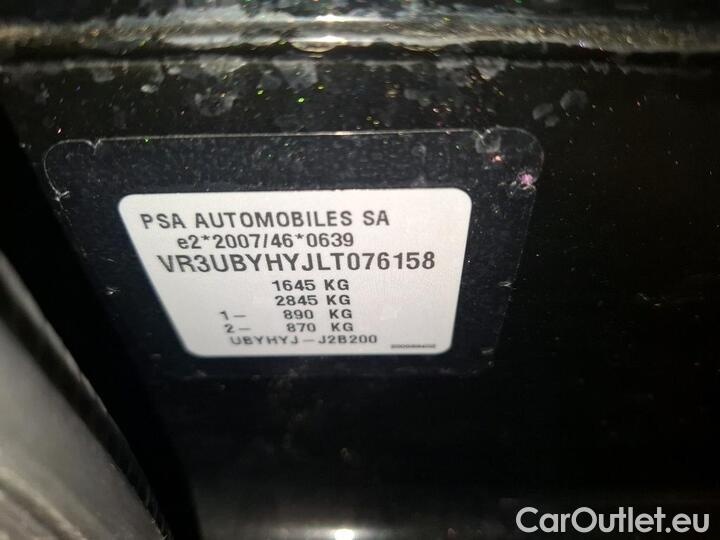 PSA AUTOMOBILES SA
e2*2007/46*0639
VR3UBYHYJLT076158
1645 KG
2845 KG
1– 890 KG
2– 870 KG
UBYHYJ–J2B200
CarOutlet.eu